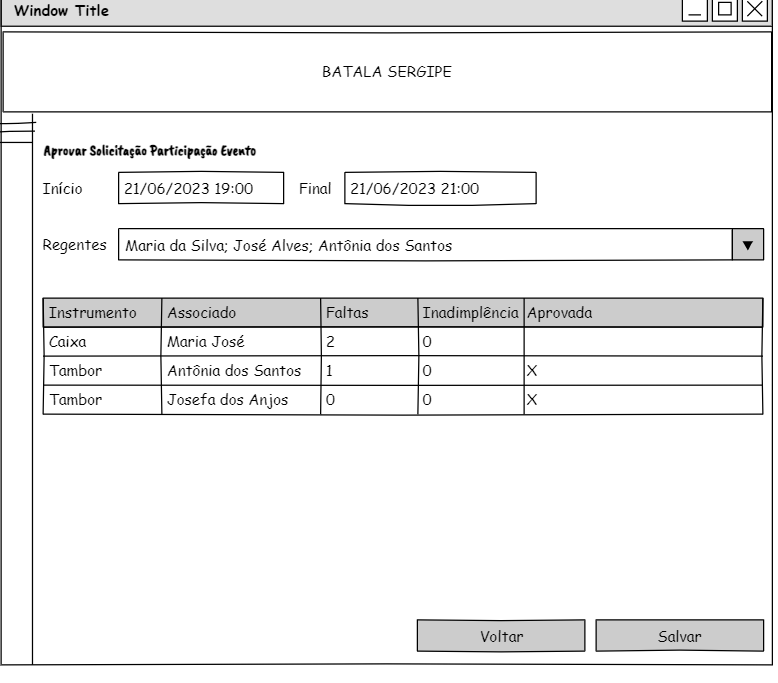 Window Title
BATALA SERGIPE
Aprovar Solicitação Participação Evento
Início 21/06/2023 19:00 Final 21/06/2023 21:00
Regentes Maria da Silva; José Alves; Antônia dos Santos
Instrumento Associado Faltas Inadimplência Aprovada
Caixa Maria José 2 0
Tambor Antônia dos Santos 1 0 X
Tambor Josefa dos Anjos 0 0 X
Voltar Salvar